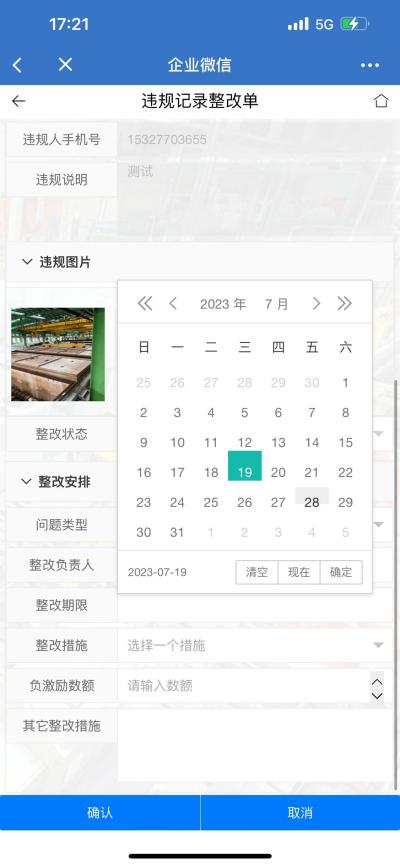 17:21 5G
企业微信
违规记录整改单
违规人手机号 15327703655
违规说明 测试
违规图片
2023 年 7 月
日 一 二 三 四 五 六
25 26 27 28 29 30 1
2 3 4 5 6 7 8
9 10 11 12 13 14 15
整改状态
16 17 18 19 20 21 22
整改安排
23 24 25 26 27 28 29
问题类型
30 31 1 2 3 4 5
整改负责人
2023-07-19 清空 现在 确定
整改期限
整改措施 选择一个措施
负激励数额 请输入数额
其它整改措施
确认 取消